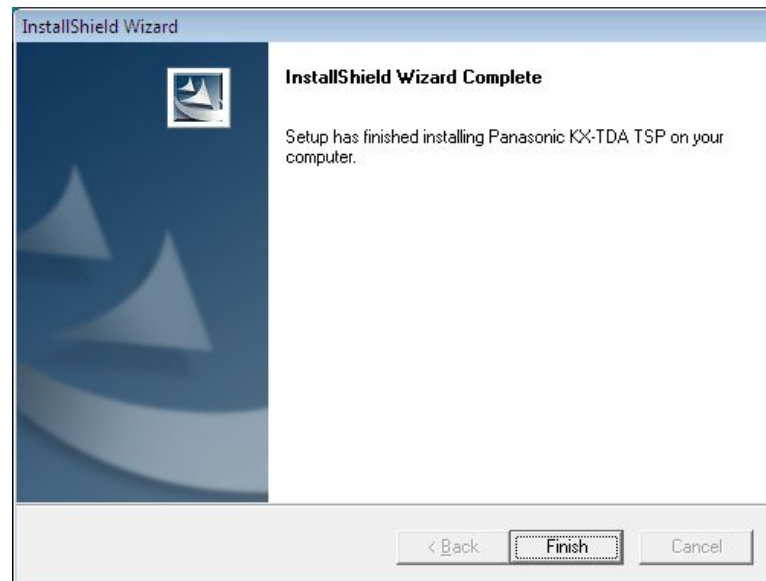 InstallShield Wizard
InstallShield Wizard Complete
Setup has finished installing Panasonic KX-TDA TSP on your
computer.
< Back
Finish
Cancel